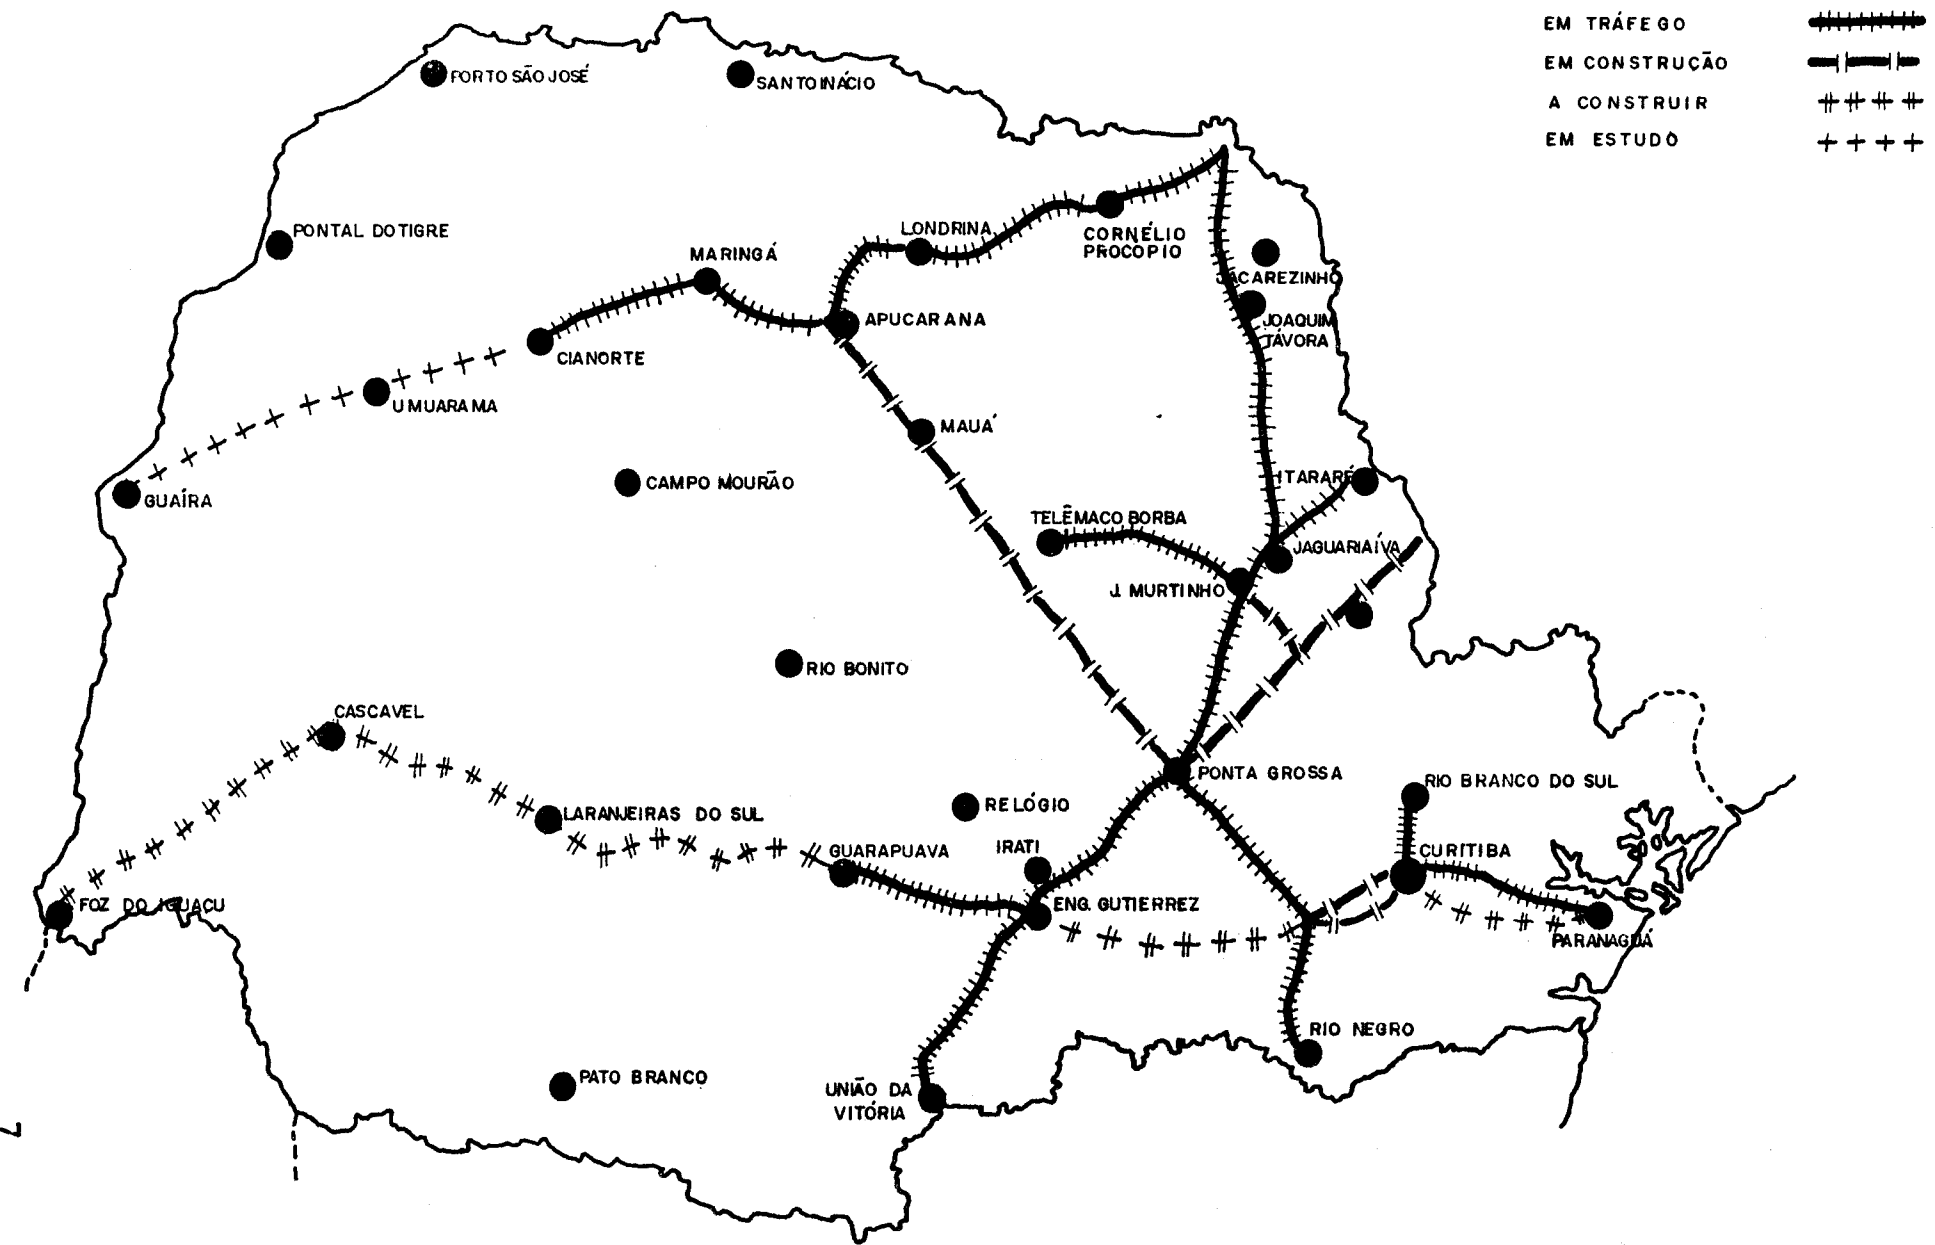 EM TRÁFEGO
EM CONSTRUÇÃO
A CONSTRUIR
EM ESTUDO
PORTO SÃO JOSÉ
SANTO INÁCIO
PONTAL DO TIGRE
LONDRINA
CORNÉLIO
PROCÓPIO
MARINGÁ
JACAREZINHO
APUCARANA
JOAQUIM
TÁVORA
CIANORTE
UMUARAMA
MAUÁ
ITARARÉ
CAMPO MOURÃO
GUAÍRA
TELÊMACO BORBA
JAGUARIAÍVA
J. MURTINHO
RIO BONITO
CASCAVEL
PONTA GROSSA
RIO BRANCO DO SUL
RELÓGIO
LARANJEIRAS DO SUL
IRATI
GUARAPUAVA
CURITIBA
FOZ DO IGUAÇU
ENG. GUTIERREZ
PARANAGUÁ
RIO NEGRO
PATO BRANCO
UNIÃO DA
VITÓRIA
7